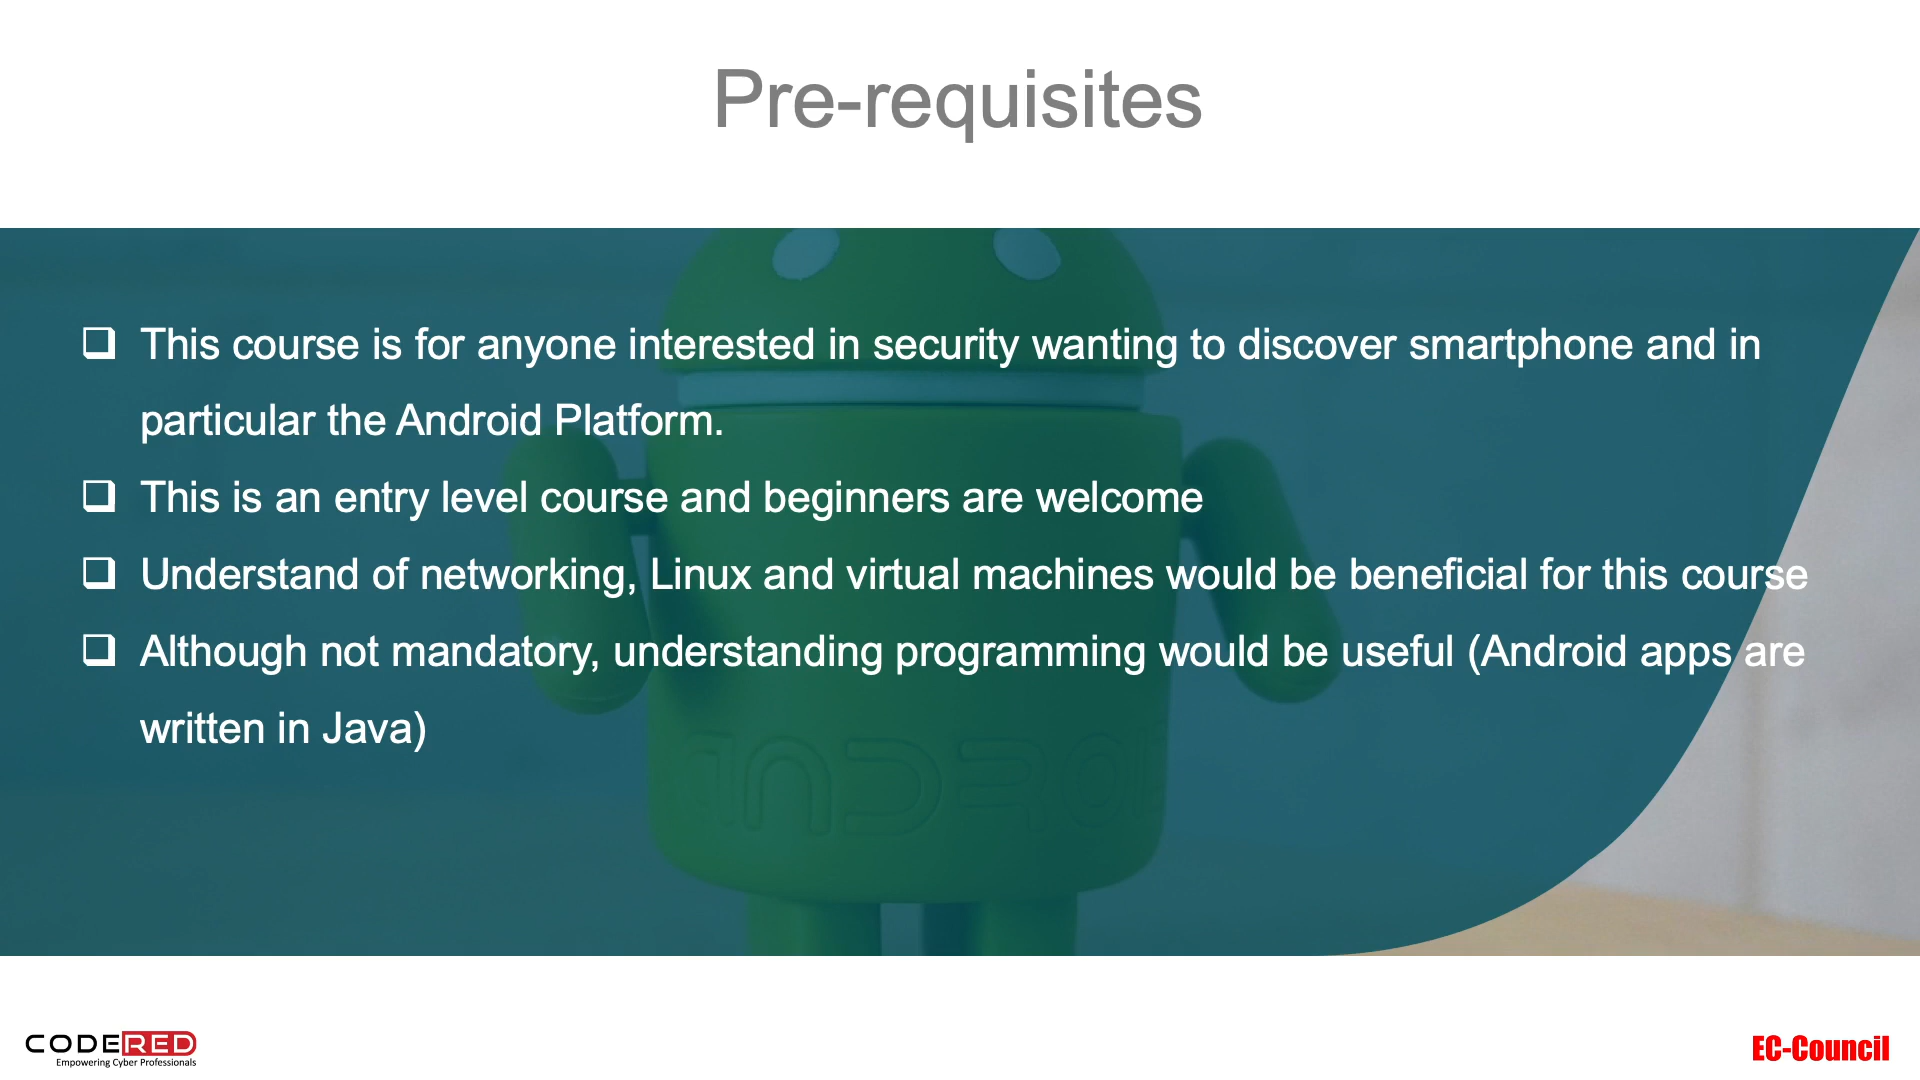 Pre-requisites
❑ This course is for anyone interested in security wanting to discover smartphone and in
particular the Android Platform.
❑ This is an entry level course and beginners are welcome
❑ Understand of networking, Linux and virtual machines would be beneficial for this course
❑ Although not mandatory, understanding programming would be useful (Android apps are
written in Java)
ANDRO
CODERED
Empowering Cyber Professionals
EC-Council